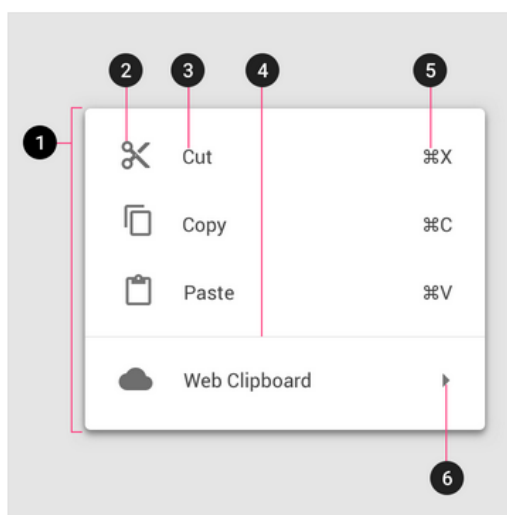 2 3 4 5
1
Cut ⌘X
Copy ⌘C
Paste ⌘V
Web Clipboard
6